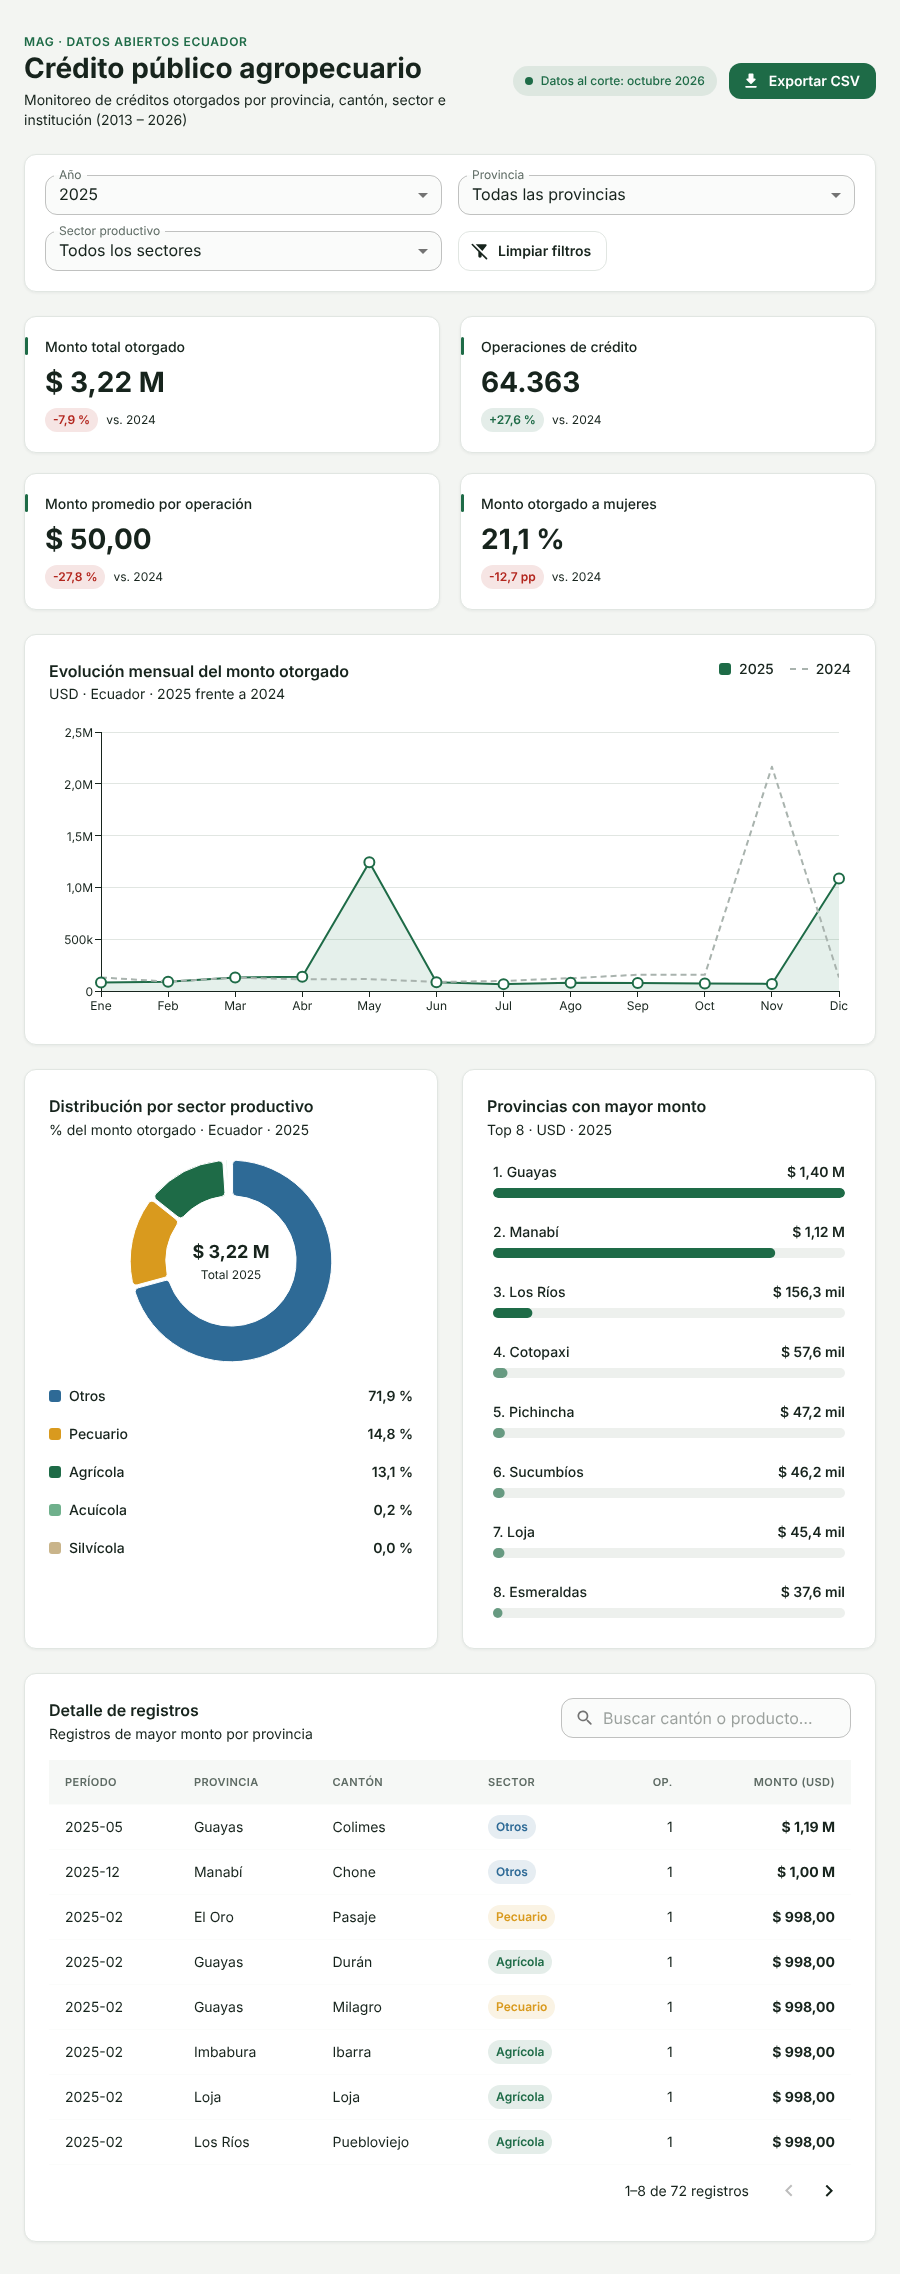 MAG · DATOS ABIERTOS ECUADOR
Crédito público agropecuario
Monitoreo de créditos otorgados por provincia, cantón, sector e
institución (2013 – 2026)
Datos al corte: octubre 2026
Exportar CSV
Año
2025
Provincia
Todas las provincias
Sector productivo
Todos los sectores
Limpiar filtros
Monto total otorgado
$ 3,22 M
-7,9 % vs. 2024
Operaciones de crédito
64.363
+27,6 % vs. 2024
Monto promedio por operación
$ 50,00
-27,8 % vs. 2024
Monto otorgado a mujeres
21,1 %
-12,7 pp vs. 2024
Evolución mensual del monto otorgado
USD · Ecuador · 2025 frente a 2024
2025 2024
2,5M
2,0M
1,5M
1,0M
500k
0
Ene Feb Mar Abr May Jun Jul Ago Sep Oct Nov Dic
Distribución por sector productivo
% del monto otorgado · Ecuador · 2025
$ 3,22 M
Total 2025
Otros 71,9 %
Pecuario 14,8 %
Agrícola 13,1 %
Acuícola 0,2 %
Silvícola 0,0 %
Provincias con mayor monto
Top 8 · USD · 2025
1. Guayas $ 1,40 M
2. Manabí $ 1,12 M
3. Los Ríos $ 156,3 mil
4. Cotopaxi $ 57,6 mil
5. Pichincha $ 47,2 mil
6. Sucumbíos $ 46,2 mil
7. Loja $ 45,4 mil
8. Esmeraldas $ 37,6 mil
Detalle de registros
Registros de mayor monto por provincia
Buscar cantón o producto...
PERÍODO PROVINCIA CANTÓN SECTOR OP. MONTO (USD)
2025-05 Guayas Colimes Otros 1 $ 1,19 M
2025-12 Manabí Chone Otros 1 $ 1,00 M
2025-02 El Oro Pasaje Pecuario 1 $ 998,00
2025-02 Guayas Durán Agrícola 1 $ 998,00
2025-02 Guayas Milagro Pecuario 1 $ 998,00
2025-02 Imbabura Ibarra Agrícola 1 $ 998,00
2025-02 Loja Loja Agrícola 1 $ 998,00
2025-02 Los Ríos Puebloviejo Agrícola 1 $ 998,00
1–8 de 72 registros